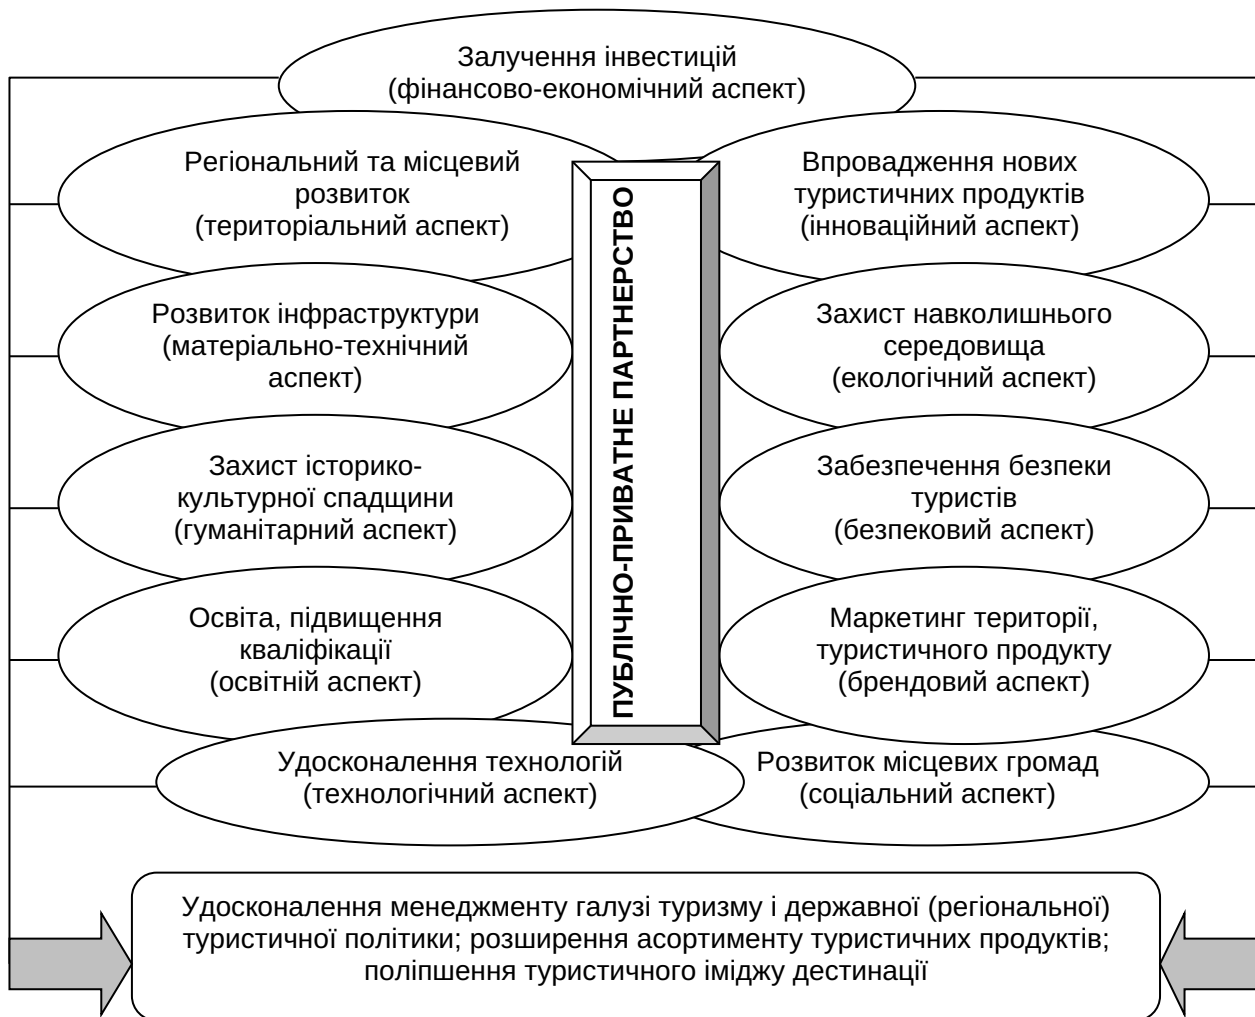 Залучення інвестицій
(фінансово-економічний аспект)
Регіональний та місцевий
розвиток
(територіальний аспект)
Впровадження нових
туристичних продуктів
(інноваційний аспект)
ПУБЛІЧНО-ПРИВАТНЕ ПАРТНЕРСТВО
Розвиток інфраструктури
(матеріально-технічний
аспект)
Захист навколишнього
середовища
(екологічний аспект)
Захист історико-
культурної спадщини
(гуманітарний аспект)
Забезпечення безпеки
туристів
(безпековий аспект)
Освіта, підвищення
кваліфікації
(освітній аспект)
Маркетинг території,
туристичного продукту
(брендовий аспект)
Удосконалення технологій
(технологічний аспект)
Розвиток місцевих громад
(соціальний аспект)
Удосконалення менеджменту галузі туризму і державної (регіональної)
туристичної політики; розширення асортименту туристичних продуктів;
поліпшення туристичного іміджу дестинації